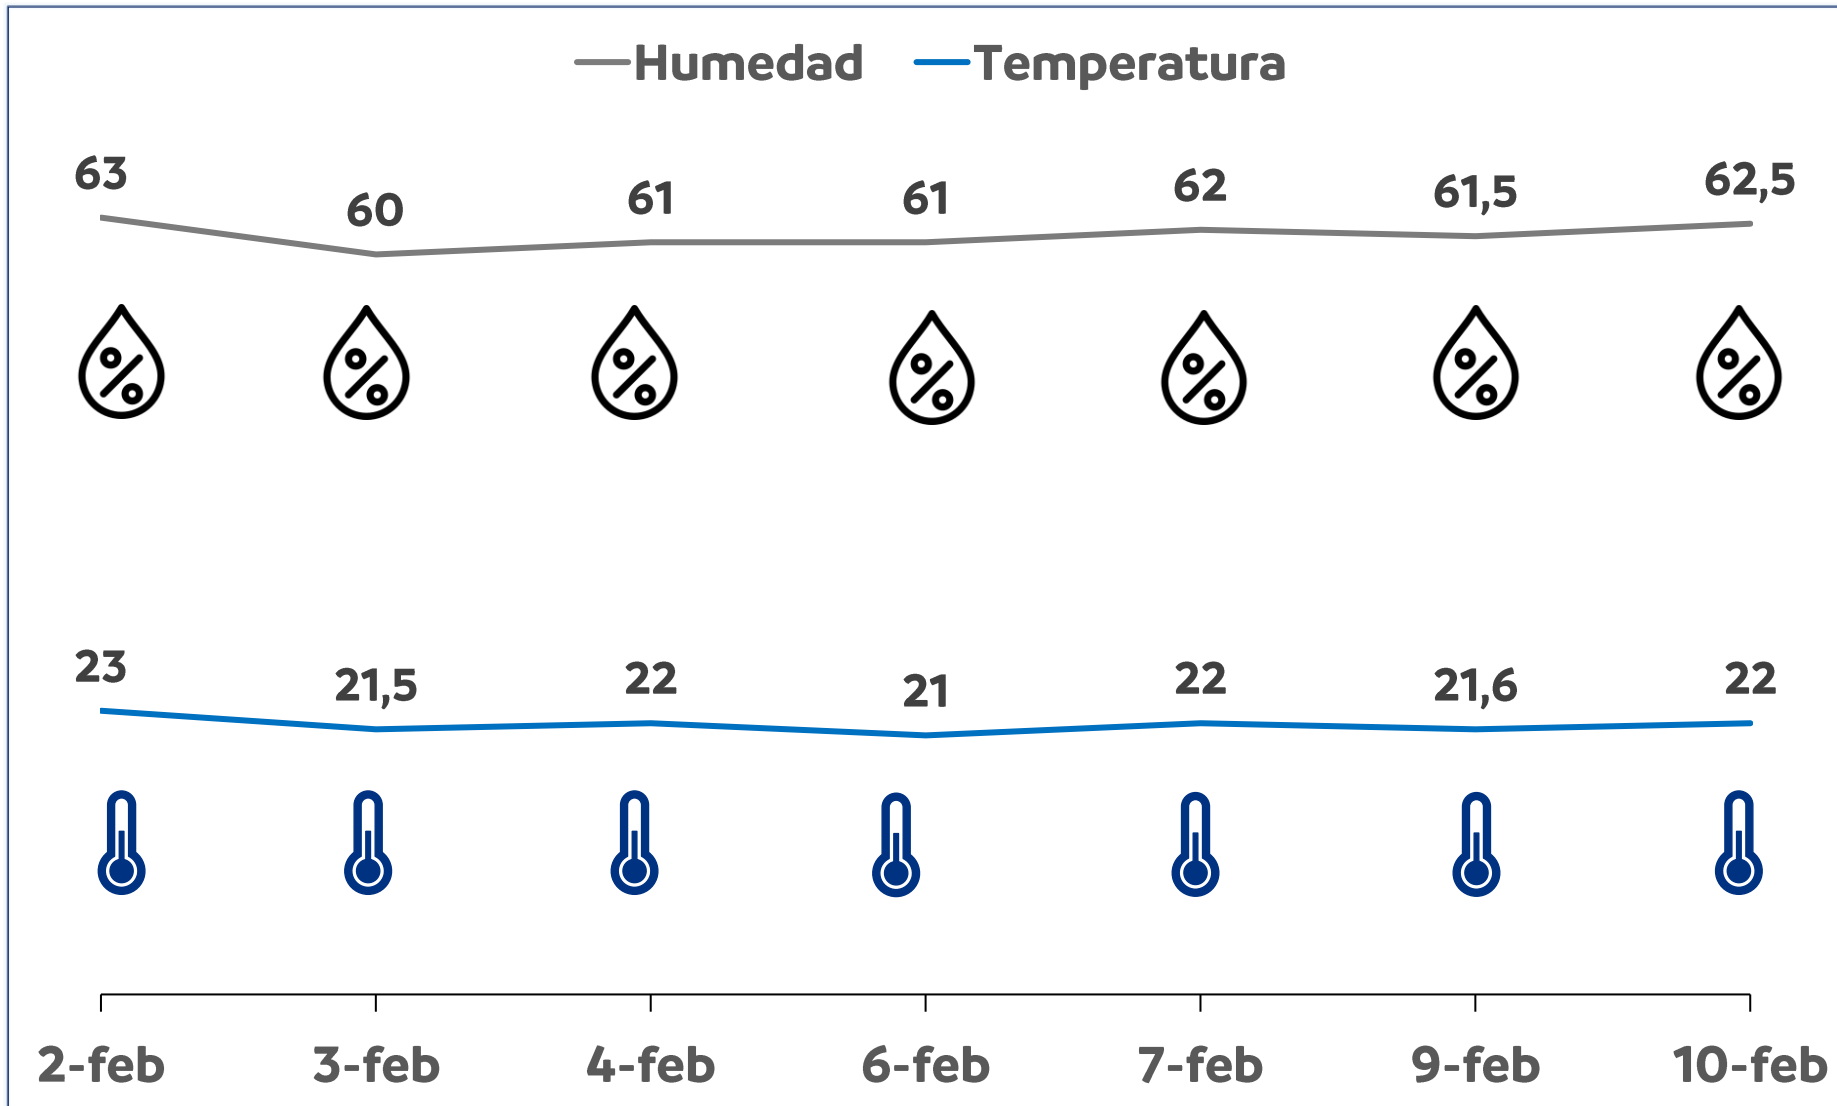 Humedad Temperatura
63 60 61 61 62 61,5 62,5
% % % % % % %
23 21,5 22 21 22 21,6 22
2-feb 3-feb 4-feb 6-feb 7-feb 9-feb 10-feb